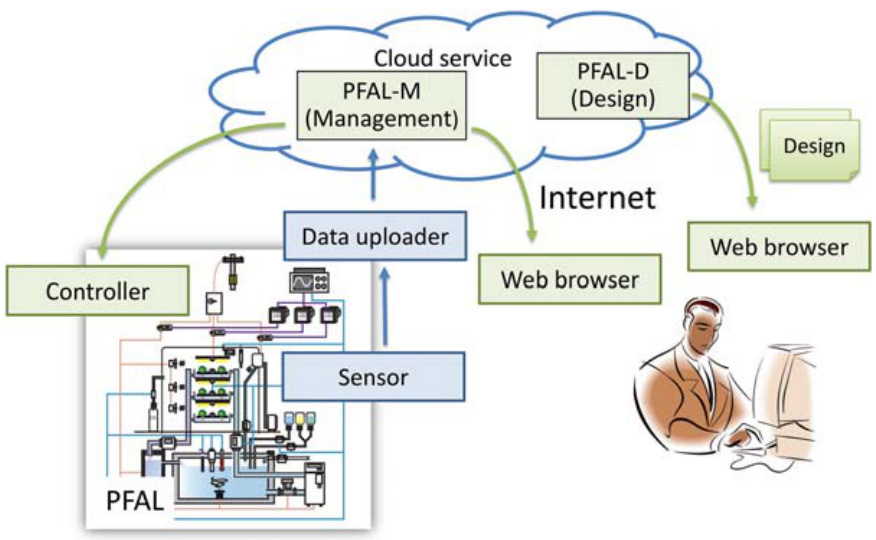 Cloud service
PFAL-M
(Management)
PFAL-D
(Design)
Design
Internet
Data uploader
Web browser
Web browser
Controller
Sensor
PFAL